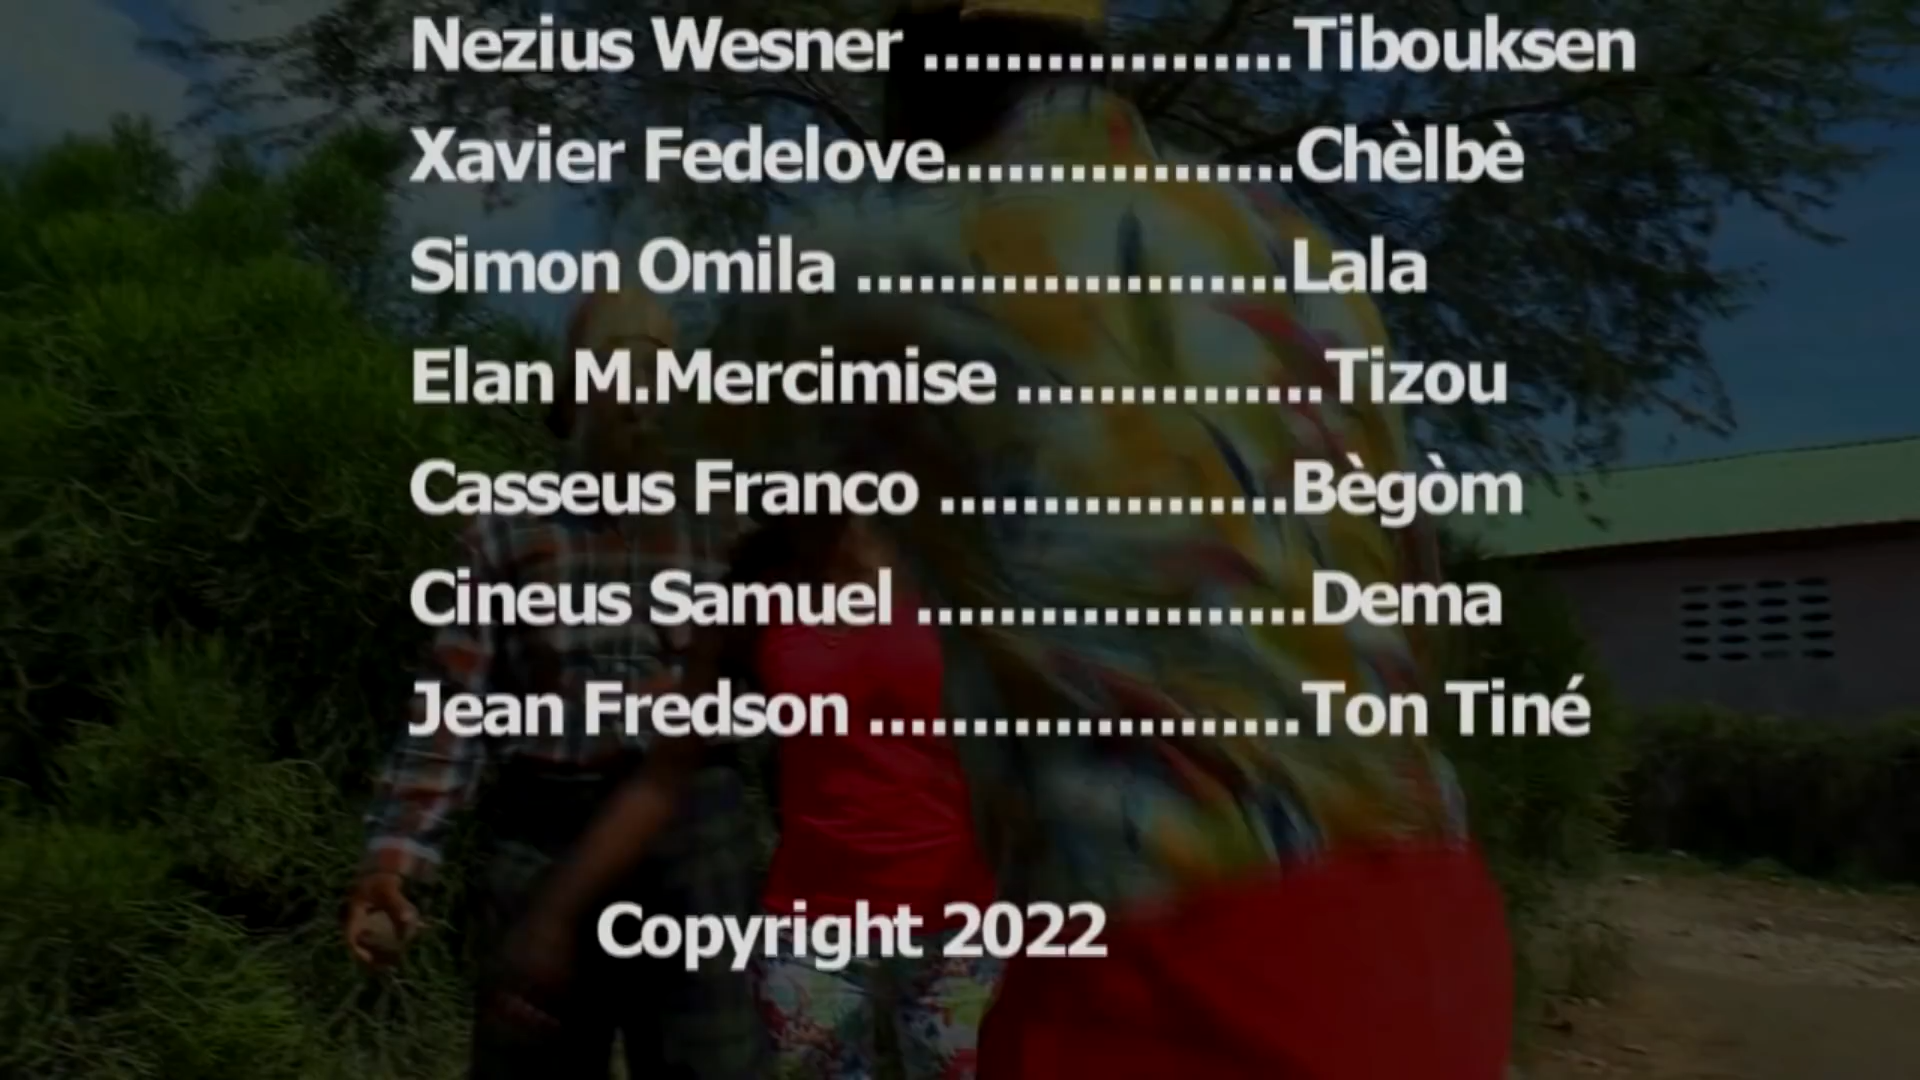 Nezius Wesner ..................Tibouksen
Xavier Fedelove.................Chèlbè
Simon Omila .....................Lala
Elan M.Mercimise ...............Tizou
Casseus Franco .................Bègòm
Cineus Samuel ...................Dema
Jean Fredson .....................Ton Tiné
Copyright 2022